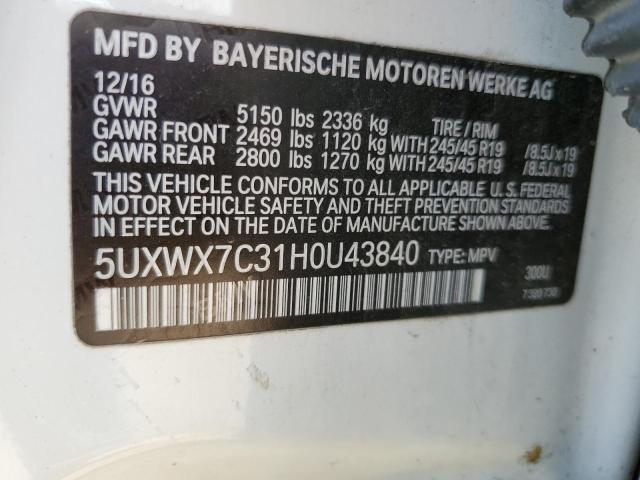 MFD BY BAYERISCHE MOTOREN WERKE AG
12/16
GVWR 5150 lbs 2336 kg TIRE / RIM
GAWR FRONT 2469 lbs 1120 kg WITH 245/45 R19 /8.5J x 19
GAWR REAR 2800 lbs 1270 kg WITH 245/45 R19 /8.5J x 19
THIS VEHICLE CONFORMS TO ALL APPLICABLE U.S. FEDERAL
MOTOR VEHICLE SAFETY AND THEFT PREVENTION STANDARDS
IN EFFECT ON THE DATE OF MANUFACTURE SHOWN ABOVE.
5UXWX7C31H0U43840 TYPE: MPV
300U